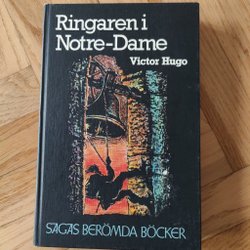 Ringaren i
Notre-Dame
Victor Hugo
SAGAS BERÖMDA BÖCKER